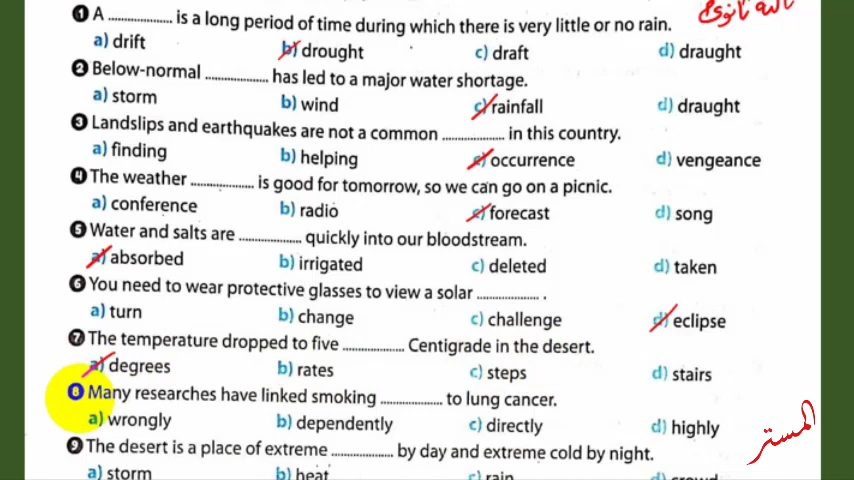 ثالثه ثانوي
❶ A .................. is a long period of time during which there is very little or no rain.
a) drift b) drought c) draft d) draught
❷ Below-normal .................. has led to a major water shortage.
a) storm b) wind c) rainfall d) draught
❸ Landslips and earthquakes are not a common .................. in this country.
a) finding b) helping c) occurrence d) vengeance
❹ The weather .................. is good for tomorrow, so we can go on a picnic.
a) conference b) radio c) forecast d) song
❺ Water and salts are .................. quickly into our bloodstream.
a) absorbed b) irrigated c) deleted d) taken
❻ You need to wear protective glasses to view a solar .................. .
a) turn b) change c) challenge d) eclipse
❼ The temperature dropped to five .................. Centigrade in the desert.
a) degrees b) rates c) steps d) stairs
❽ Many researches have linked smoking .................. to lung cancer.
a) wrongly b) dependently c) directly d) highly
المستر
❾ The desert is a place of extreme .................. by day and extreme cold by night.
a) storm b) heat c) rain d) crowd